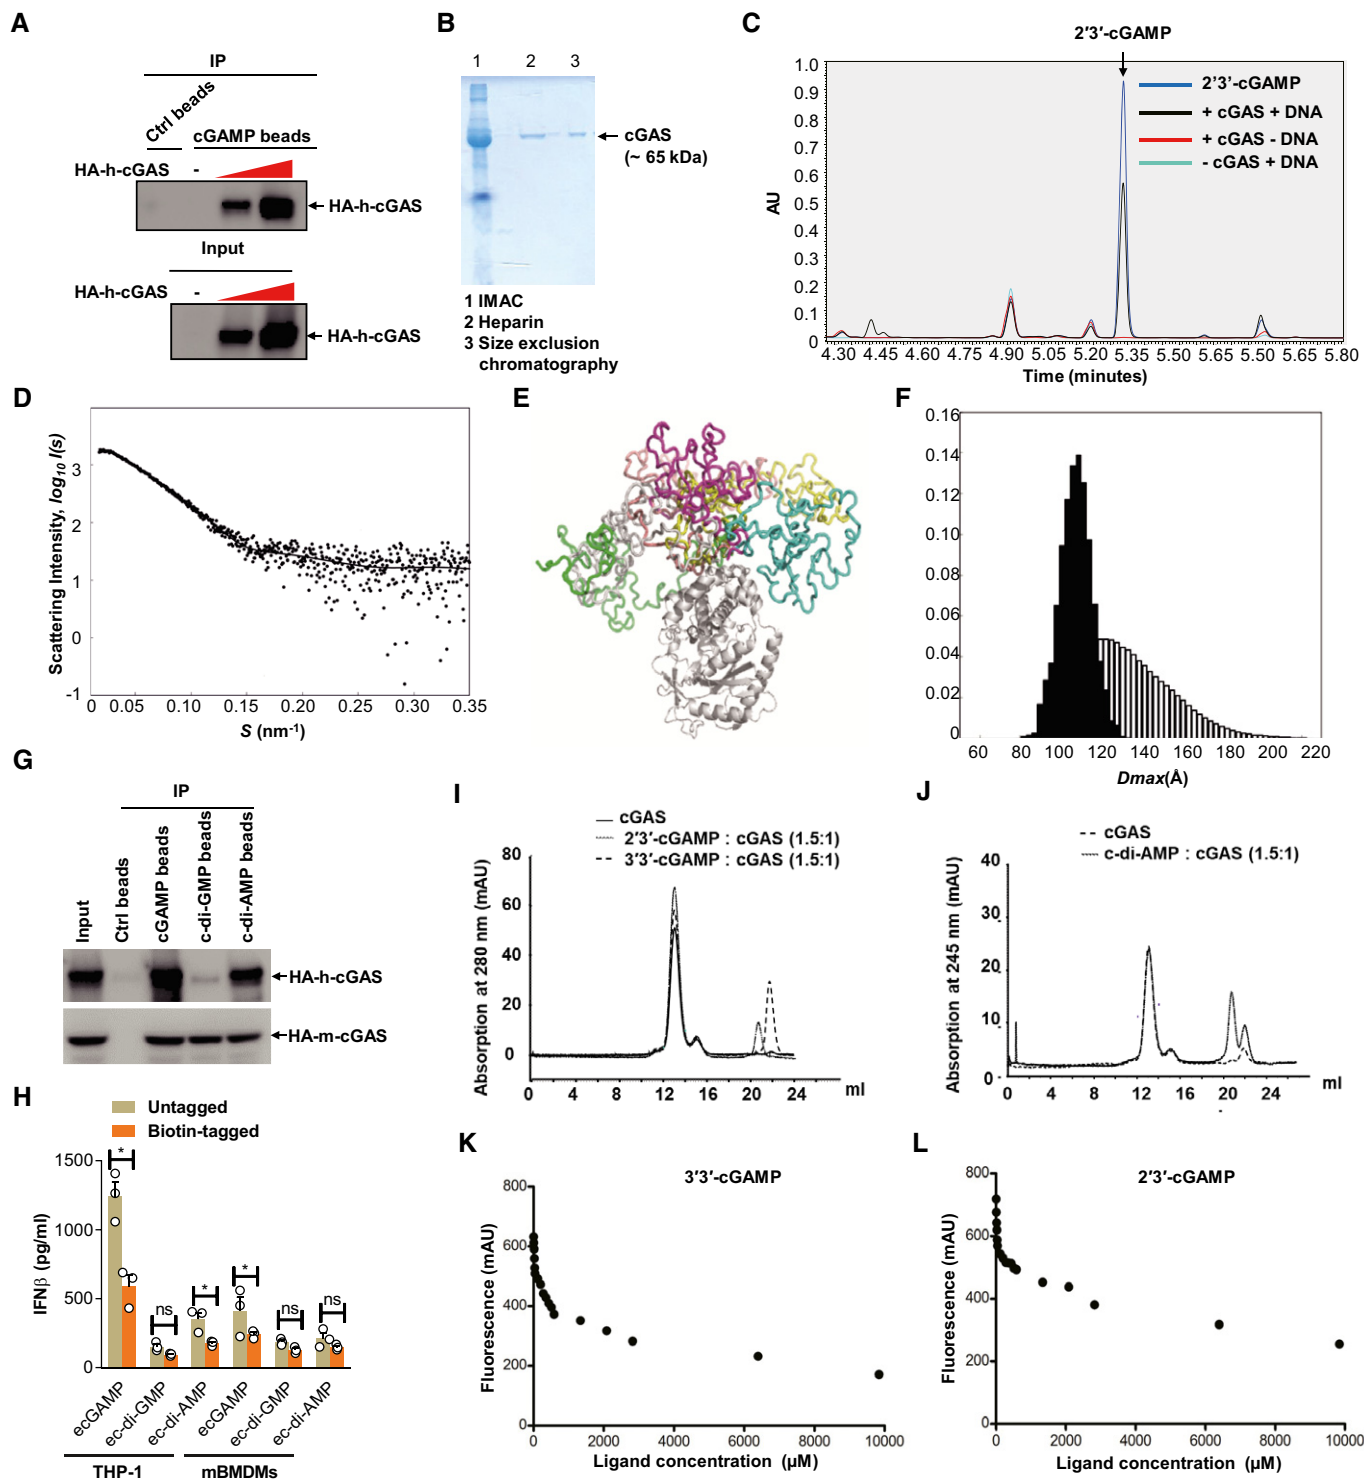 A
IP
Ctrl beads
cGAMP beads
HA-h-cGAS
-
HA-h-cGAS
Input
HA-h-cGAS
-
HA-h-cGAS
B
1 2 3
cGAS
(~ 65 kDa)
1 IMAC
2 Heparin
3 Size exclusion
chromatography
C
2'3'-cGAMP
2'3'-cGAMP
+ cGAS + DNA
+ cGAS - DNA
- cGAS + DNA
AU
1.0
0.9
0.8
0.7
0.6
0.5
0.4
0.3
0.2
0.1
0
4.30 4.45 4.60 4.75 4.90 5.05 5.20 5.35 5.50 5.65 5.80
Time (minutes)
D
Scattering Intensity, log10 I(s)
3
2
1
0
-1
0 0.05 0.10 0.15 0.20 0.25 0.30 0.35
S (nm-1)
E
F
0.16
0.14
0.12
0.10
0.08
0.06
0.04
0.02
0
60 80 100 120 140 160 180 200 220
Dmax(Å)
G
IP
Input
Ctrl beads
cGAMP beads
c-di-GMP beads
c-di-AMP beads
HA-h-cGAS
HA-m-cGAS
H
Untagged
Biotin-tagged
IFNβ (pg/ml)
1500
1000
500
0
* ns * * ns ns
ecGAMP
ec-di-GMP
ec-di-AMP
ecGAMP
ec-di-GMP
ec-di-AMP
THP-1
mBMDMs
I
cGAS
2'3'-cGAMP : cGAS (1.5:1)
3'3'-cGAMP : cGAS (1.5:1)
Absorption at 280 nm (mAU)
80
60
40
20
0
0 4 8 12 16 20 24 ml
J
cGAS
c-di-AMP : cGAS (1.5:1)
Absorption at 245 nm (mAU)
40
30
20
10
0
0 4 8 12 16 20 24 ml
K
3'3'-cGAMP
Fluorescence (mAU)
800
600
400
200
0
0 2000 4000 6000 8000 10000
Ligand concentration (µM)
L
2'3'-cGAMP
Fluorescence (mAU)
800
600
400
200
0
0 2000 4000 6000 8000 10000
Ligand concentration (µM)